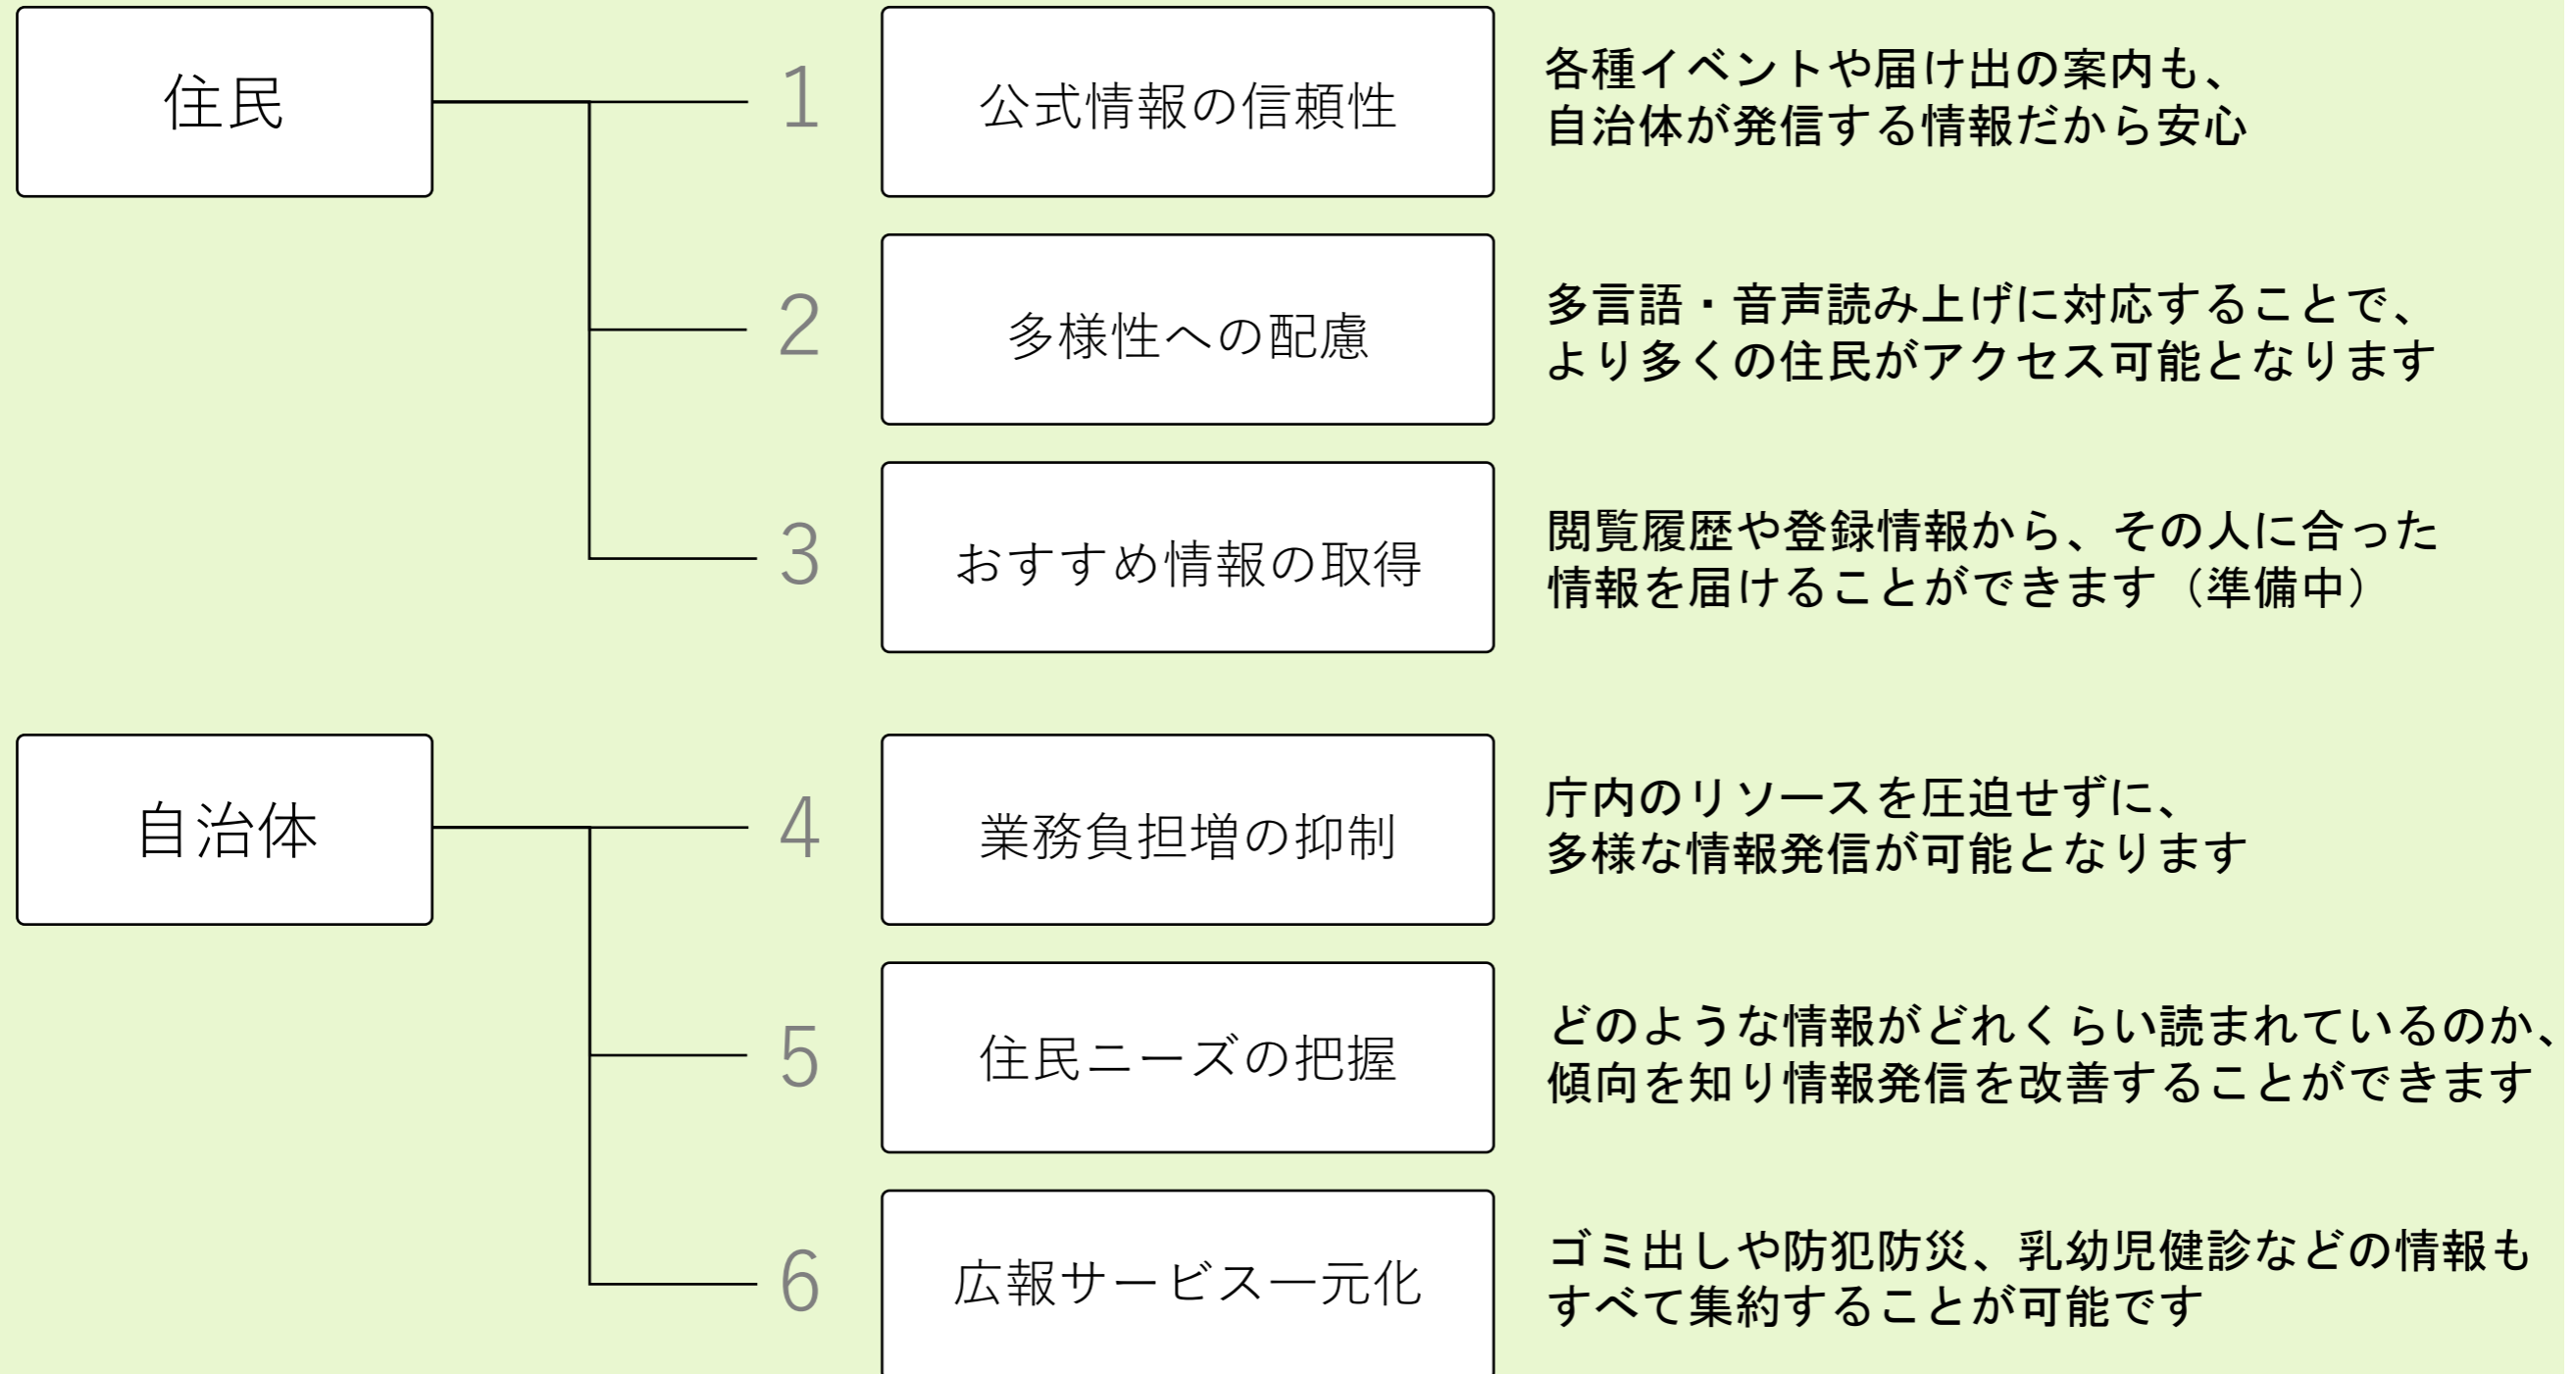 住民
1
公式情報の信頼性
各種イベントや届け出の案内も、
自治体が発信する情報だから安心
2
多様性への配慮
多言語・音声読み上げに対応することで、
より多くの住民がアクセス可能となります
3
おすすめ情報の取得
閲覧履歴や登録情報から、その人に合った
情報を届けることができます（準備中）
自治体
4
業務負担増の抑制
庁内のリソースを圧迫せずに、
多様な情報発信が可能となります
5
住民ニーズの把握
どのような情報がどれくらい読まれているのか、
傾向を知り情報発信を改善することができます
6
広報サービス一元化
ゴミ出しや防犯防災、乳幼児健診などの情報も
すべて集約することが可能です